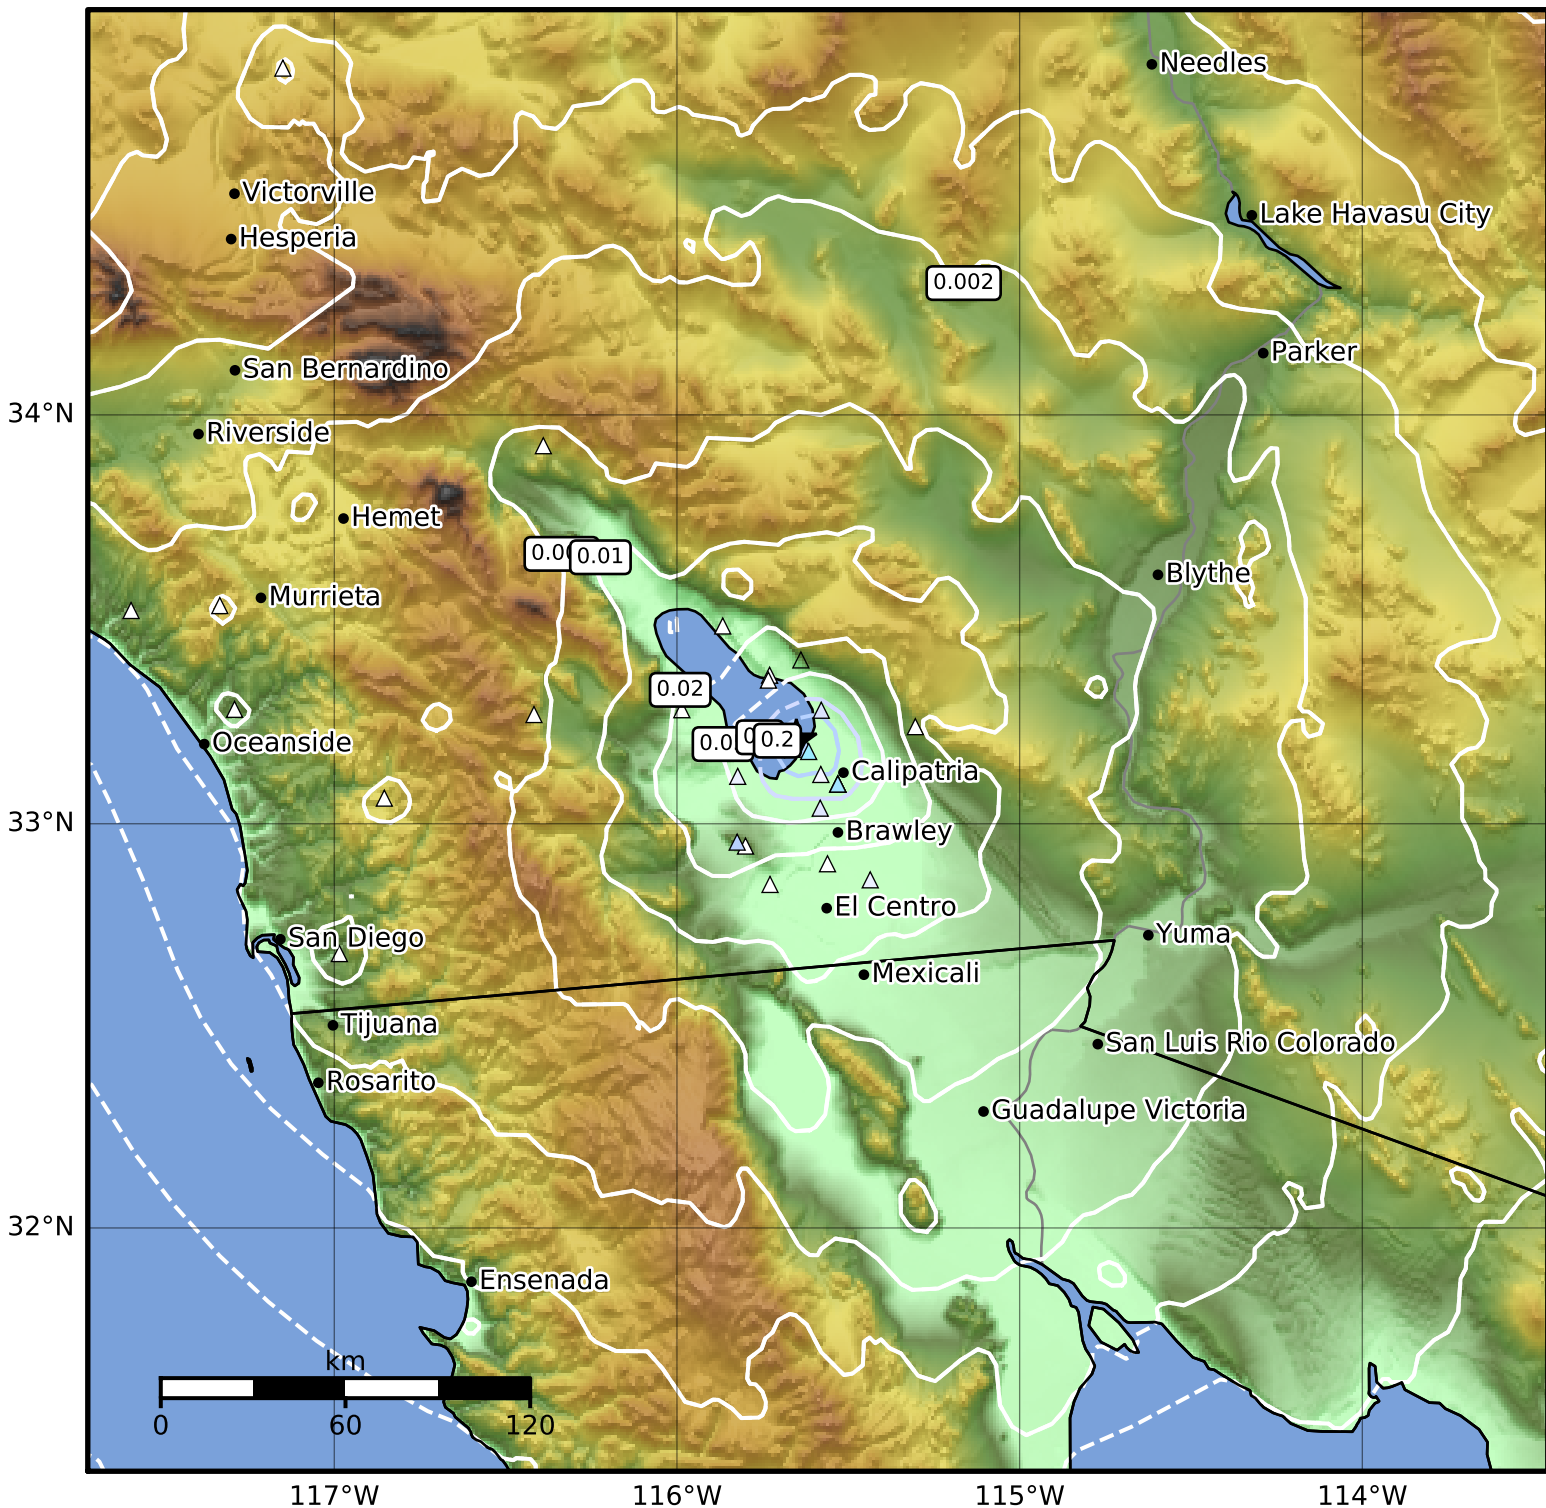 Needles
Victorville
Lake Havasu City
Hesperia
0.002
Parker
San Bernardino
34°N
Riverside
Hemet
0.01
Blythe
Murrieta
0.02
Oceanside
0.2
Calipatria
33°N
Brawley
El Centro
San Diego
Yuma
Mexicali
Tijuana
San Luis Rio Colorado
Rosarito
Guadalupe Victoria
32°N
Ensenada
km
0 60 120
117°W 116°W 115°W 114°W